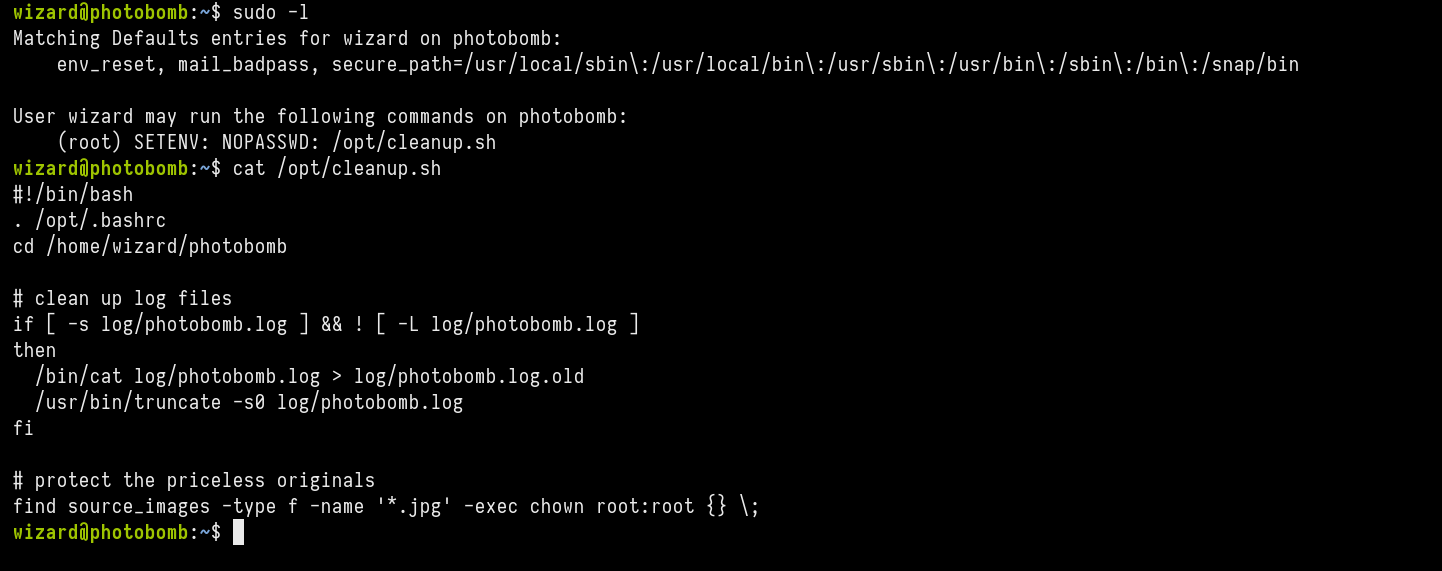 wizard@photobomb:~$ sudo -l
Matching Defaults entries for wizard on photobomb:
    env_reset, mail_badpass, secure_path=/usr/local/sbin\:/usr/local/bin\:/usr/sbin\:/usr/bin\:/sbin\:/bin\:/snap/bin

User wizard may run the following commands on photobomb:
    (root) SETENV: NOPASSWD: /opt/cleanup.sh
wizard@photobomb:~$ cat /opt/cleanup.sh
#!/bin/bash
. /opt/.bashrc
cd /home/wizard/photobomb

# clean up log files
if [ -s log/photobomb.log ] && ! [ -L log/photobomb.log ]
then
  /bin/cat log/photobomb.log > log/photobomb.log.old
  /usr/bin/truncate -s0 log/photobomb.log
fi

# protect the priceless originals
find source_images -type f -name '*.jpg' -exec chown root:root {} \;
wizard@photobomb:~$